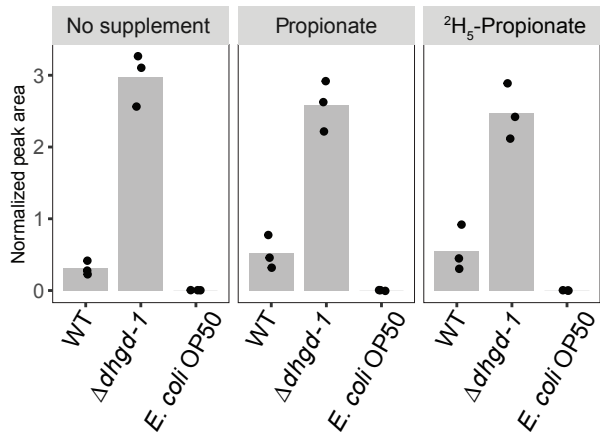 No supplement
Propionate
²H₅-Propionate
Normalized peak area
3
2
1
0
WT
Δdhgd-1
E. coli OP50
WT
Δdhgd-1
E. coli OP50
WT
Δdhgd-1
E. coli OP50